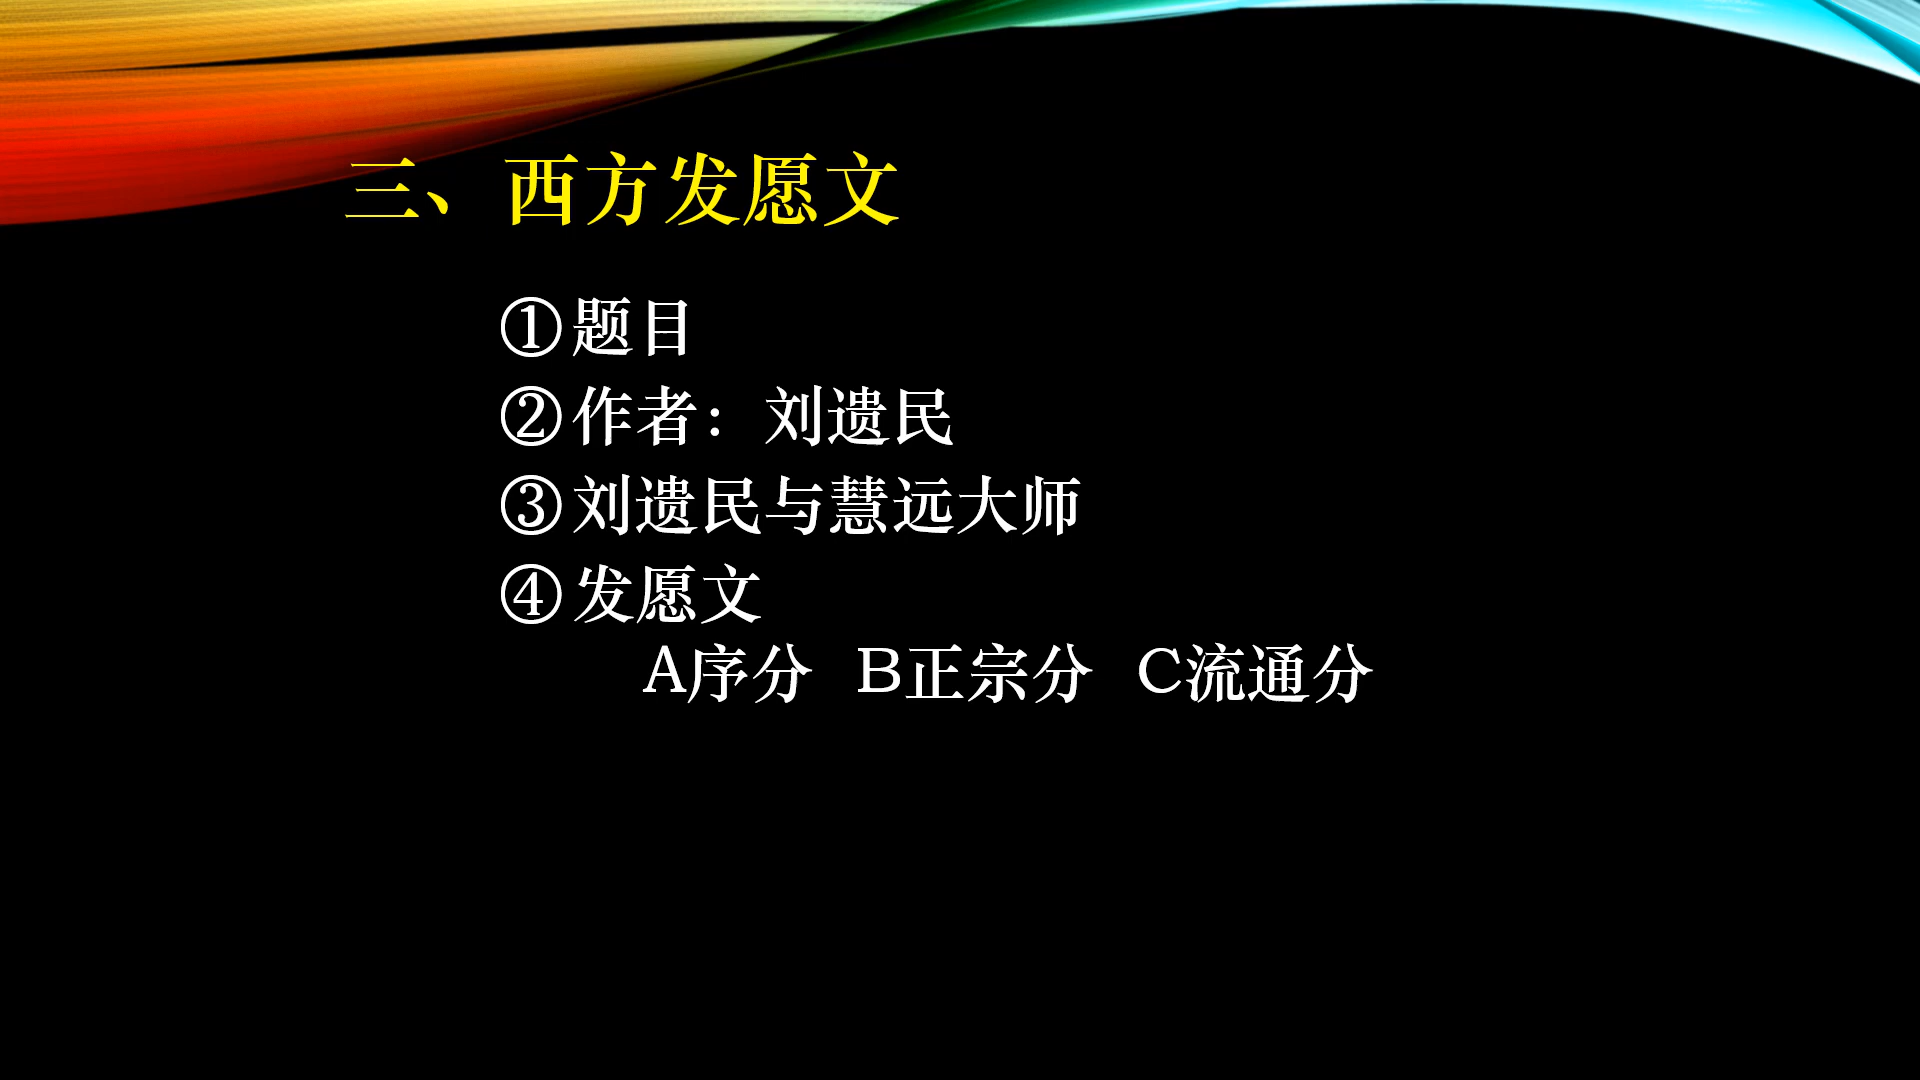 三、西方发愿文
①题目
②作者：刘遗民
③刘遗民与慧远大师
④发愿文
A序分 B正宗分 C流通分